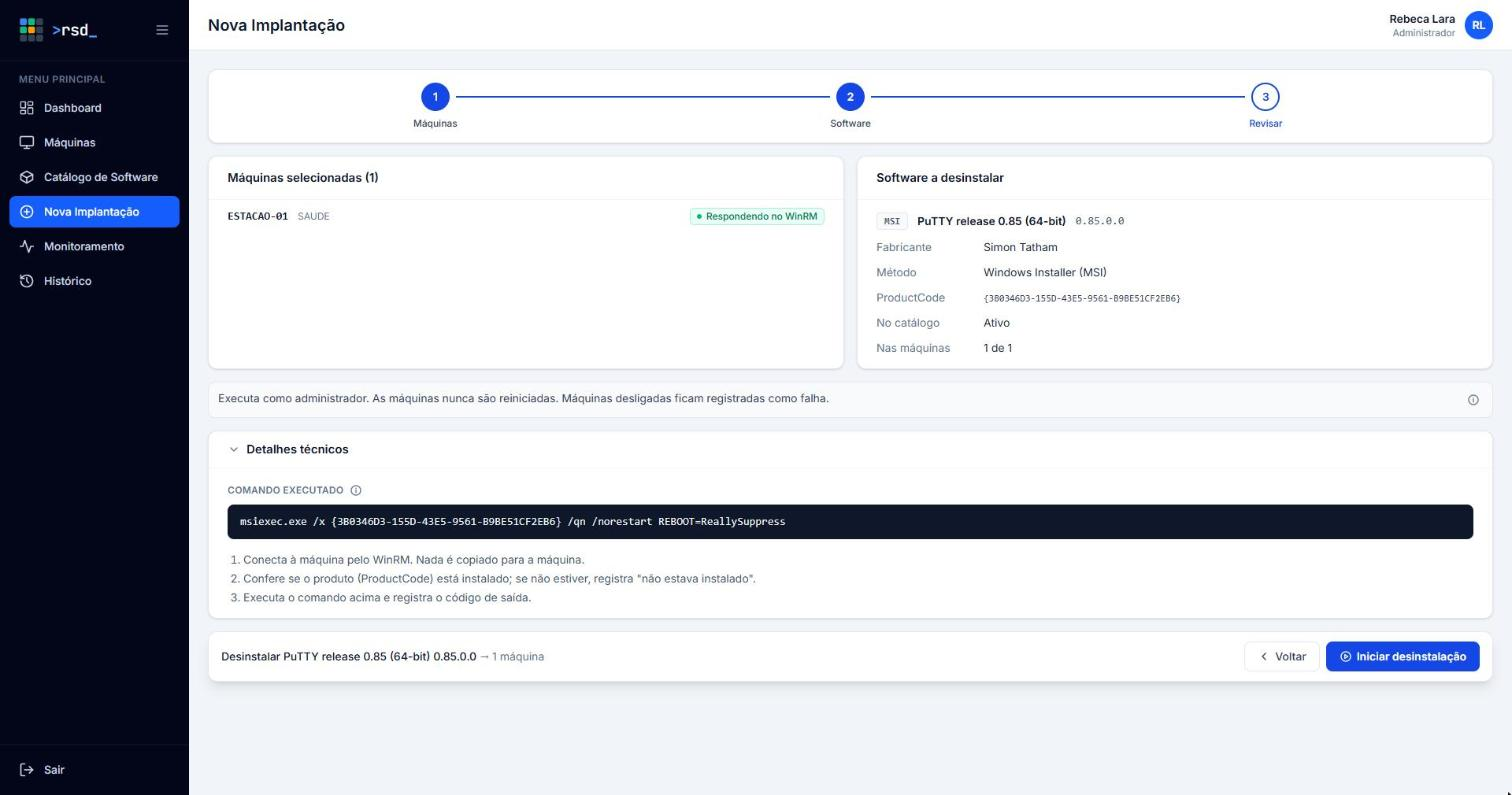 >rsd_
MENU PRINCIPAL
Dashboard
Máquinas
Catálogo de Software
Nova Implantação
Monitoramento
Histórico
Sair
Nova Implantação
Rebeca Lara
Administrador
RL
1
Máquinas
2
Software
3
Revisar
Máquinas selecionadas (1)
ESTACAO-01 SAUDE Respondendo no WinRM
Software a desinstalar
MSI PuTTY release 0.85 (64-bit) 0.85.0.0
Fabricante Simon Tatham
Método Windows Installer (MSI)
ProductCode {3B0346D3-155D-43E5-9561-B9BE51CF2EB6}
No catálogo Ativo
Nas máquinas 1 de 1
Executa como administrador. As máquinas nunca são reiniciadas. Máquinas desligadas ficam registradas como falha.
Detalhes técnicos
COMANDO EXECUTADO
msiexec.exe /x {3B0346D3-155D-43E5-9561-B9BE51CF2EB6} /qn /norestart REBOOT=ReallySuppress
1. Conecta à máquina pelo WinRM. Nada é copiado para a máquina.
2. Confere se o produto (ProductCode) está instalado; se não estiver, registra "não estava instalado".
3. Executa o comando acima e registra o código de saída.
Desinstalar PuTTY release 0.85 (64-bit) 0.85.0.0 → 1 máquina
Voltar
Iniciar desinstalação